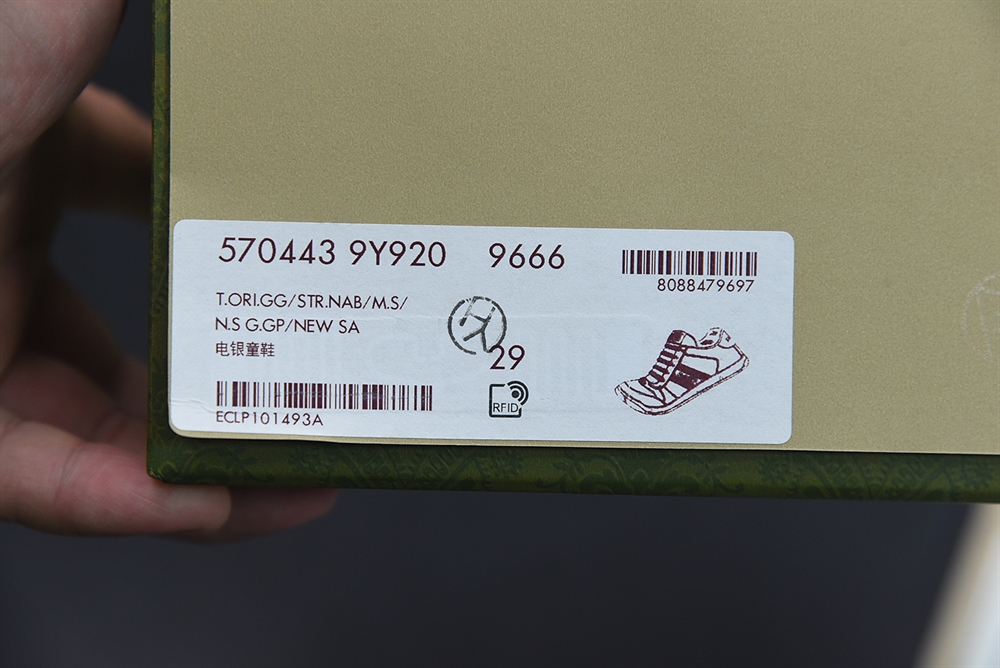 570443 9Y920 9666
8088479697
T.ORI.GG/STR.NAB/M.S/
N.S G.GP/NEW SA
电银童鞋
29
RFID
ECLP101493A